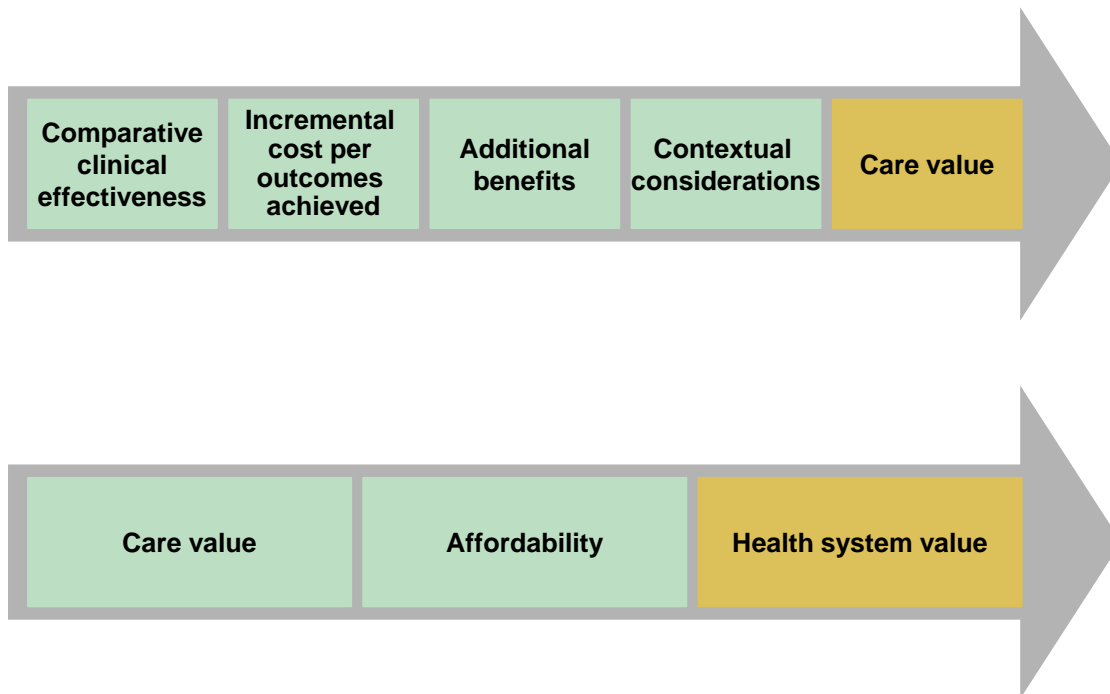 Comparative
clinical
effectiveness
Incremental
cost per
outcomes
achieved
Additional
benefits
Contextual
considerations
Care value
Care value
Affordability
Health system value